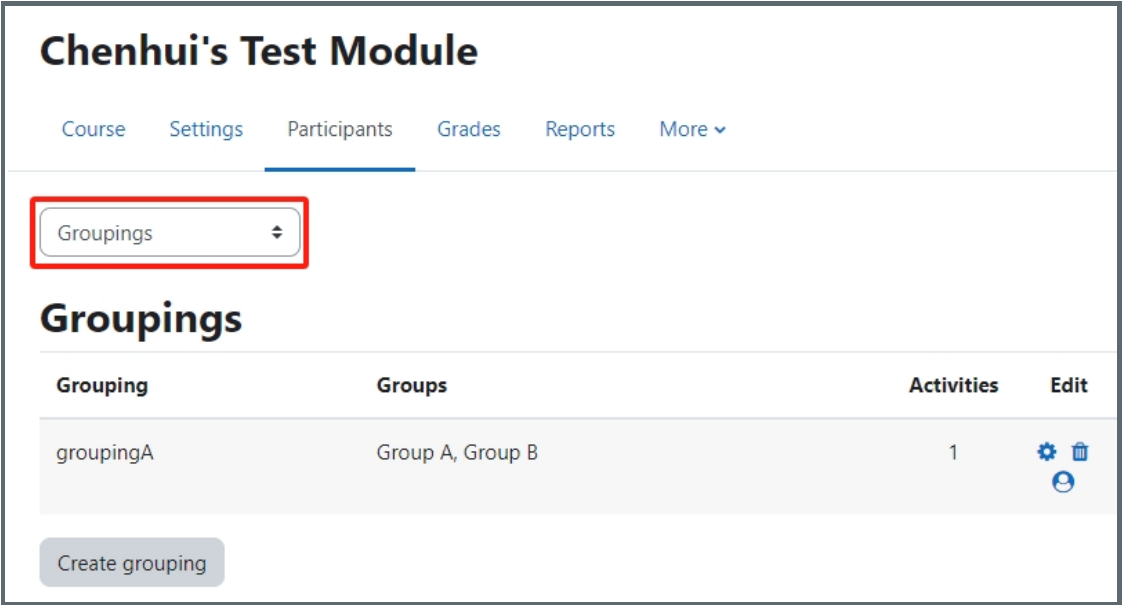 Chenhui's Test Module
Course Settings Participants Grades Reports More
Groupings
Groupings
Grouping Groups Activities Edit
groupingA Group A, Group B 1
Create grouping